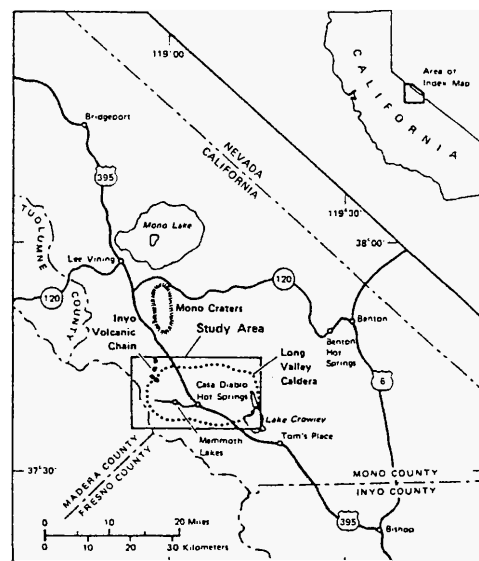 119°00'
CALIFORNIA
Area of
Index Map
Bridgeport
NEVADA
CALIFORNIA
395
119°30'
TUOLUMNE
COUNTY
Mono Lake
38°00'
Lee Vining
120
120
Mono Craters
Inyo
Volcanic
Chain
Study Area
Benton
Benton
Hot
Springs
Long
Valley
Caldera
Casa Diablo
Hot Springs
6
Lake Crowley
Mammoth
Lakes
Tom's Place
37°30'
MADERA COUNTY
FRESNO COUNTY
MONO COUNTY
INYO COUNTY
0 10 20 Miles
0 10 20 30 Kilometers
395
Bishop